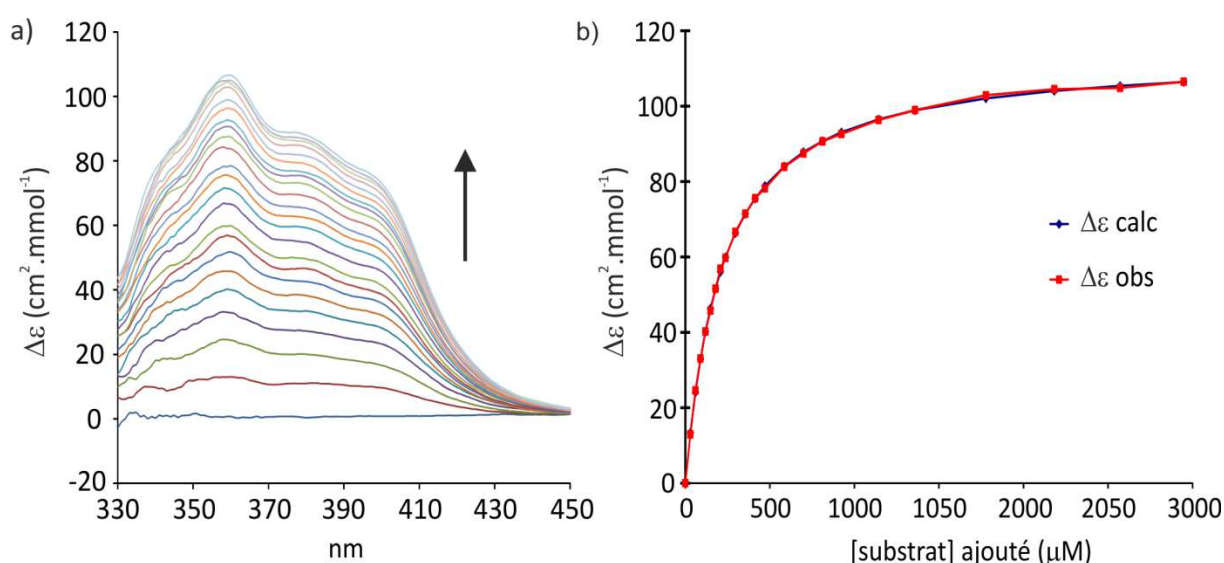 a)
Δε (cm².mmol⁻¹)
120
100
80
60
40
20
0
-20
330 350 370 390 410 430 450
nm
b)
Δε (cm².mmol⁻¹)
120
100
80
60
40
20
0
0 500 1000 1050 2000 2050 3000
[substrat] ajouté (μM)
Δε calc
Δε obs